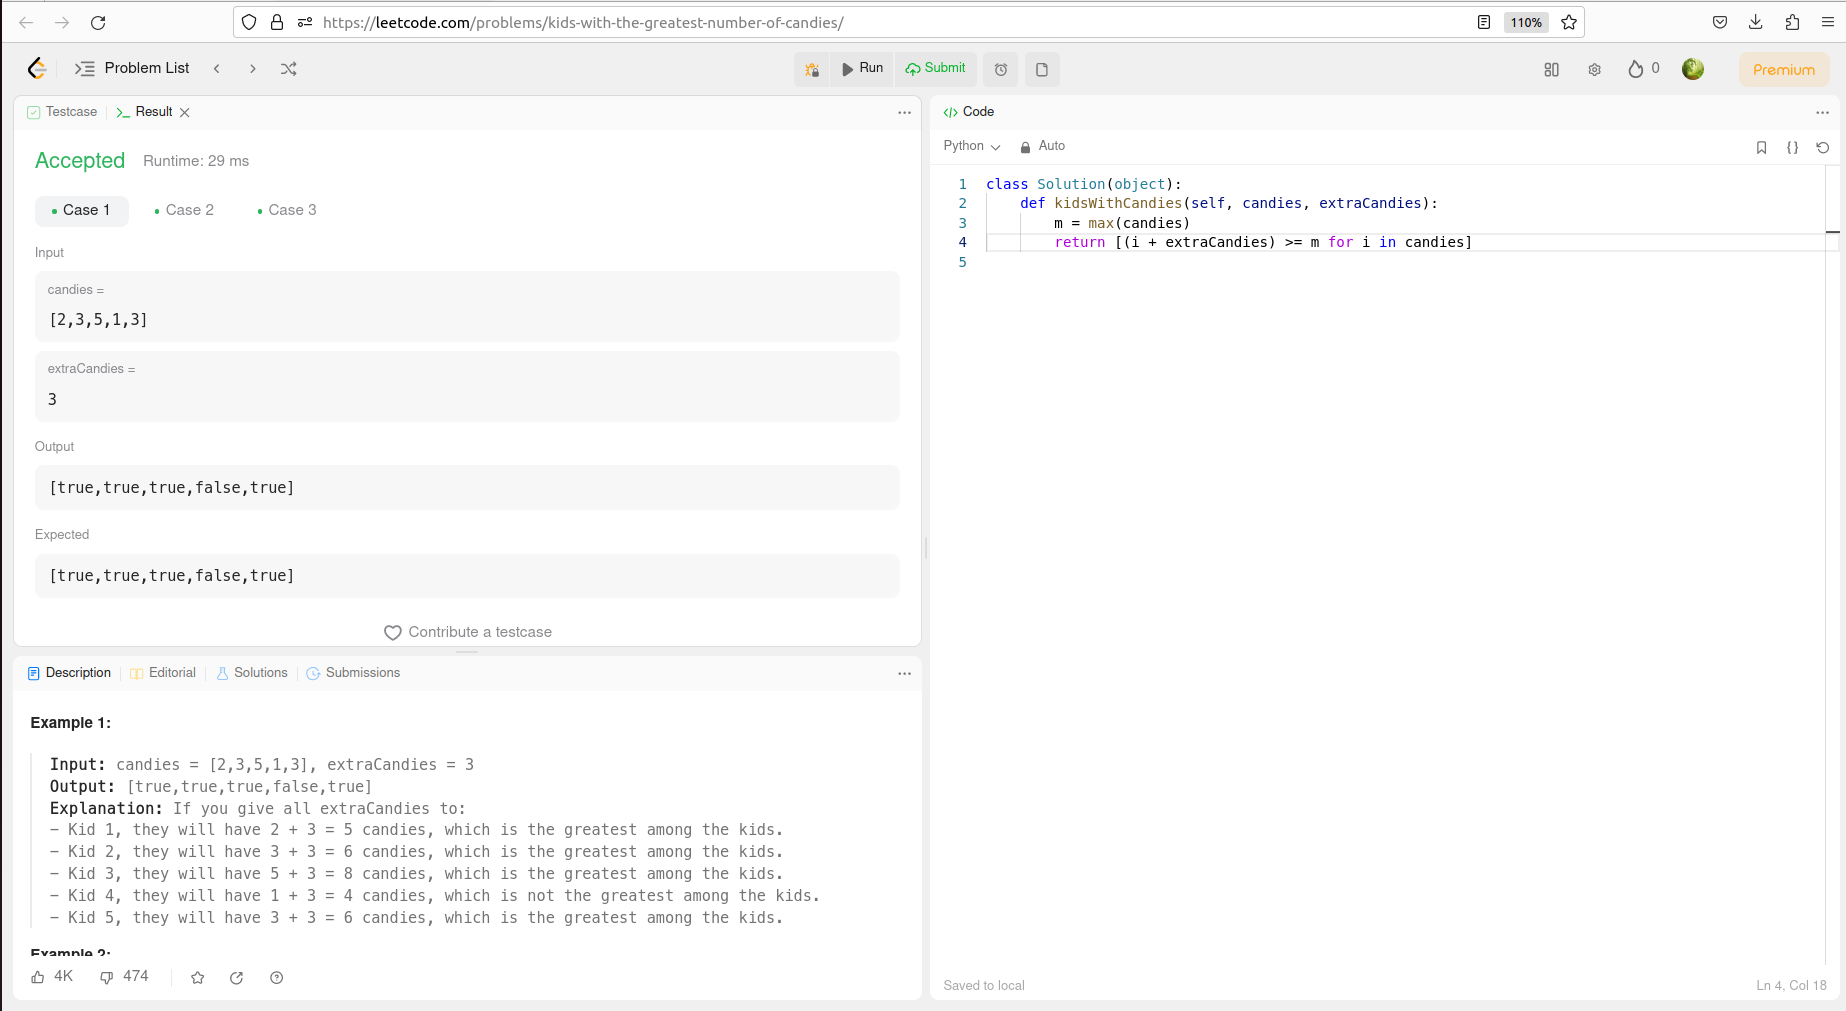 https://leetcode.com/problems/kids-with-the-greatest-number-of-candies/
110%
Problem List
Run
Submit
0
Premium
Testcase
Result
Accepted Runtime: 29 ms
Case 1 Case 2 Case 3
Input
candies =
[2,3,5,1,3]
extraCandies =
3
Output
[true,true,true,false,true]
Expected
[true,true,true,false,true]
Contribute a testcase
Description Editorial Solutions Submissions
Example 1:
Input: candies = [2,3,5,1,3], extraCandies = 3
Output: [true,true,true,false,true]
Explanation: If you give all extraCandies to:
- Kid 1, they will have 2 + 3 = 5 candies, which is the greatest among the kids.
- Kid 2, they will have 3 + 3 = 6 candies, which is the greatest among the kids.
- Kid 3, they will have 5 + 3 = 8 candies, which is the greatest among the kids.
- Kid 4, they will have 1 + 3 = 4 candies, which is not the greatest among the kids.
- Kid 5, they will have 3 + 3 = 6 candies, which is the greatest among the kids.
Example 2:
4K 474
Code
Python Auto
1 class Solution(object):
2 def kidsWithCandies(self, candies, extraCandies):
3 m = max(candies)
4 return [(i + extraCandies) >= m for i in candies]
5
Saved to local
Ln 4, Col 18